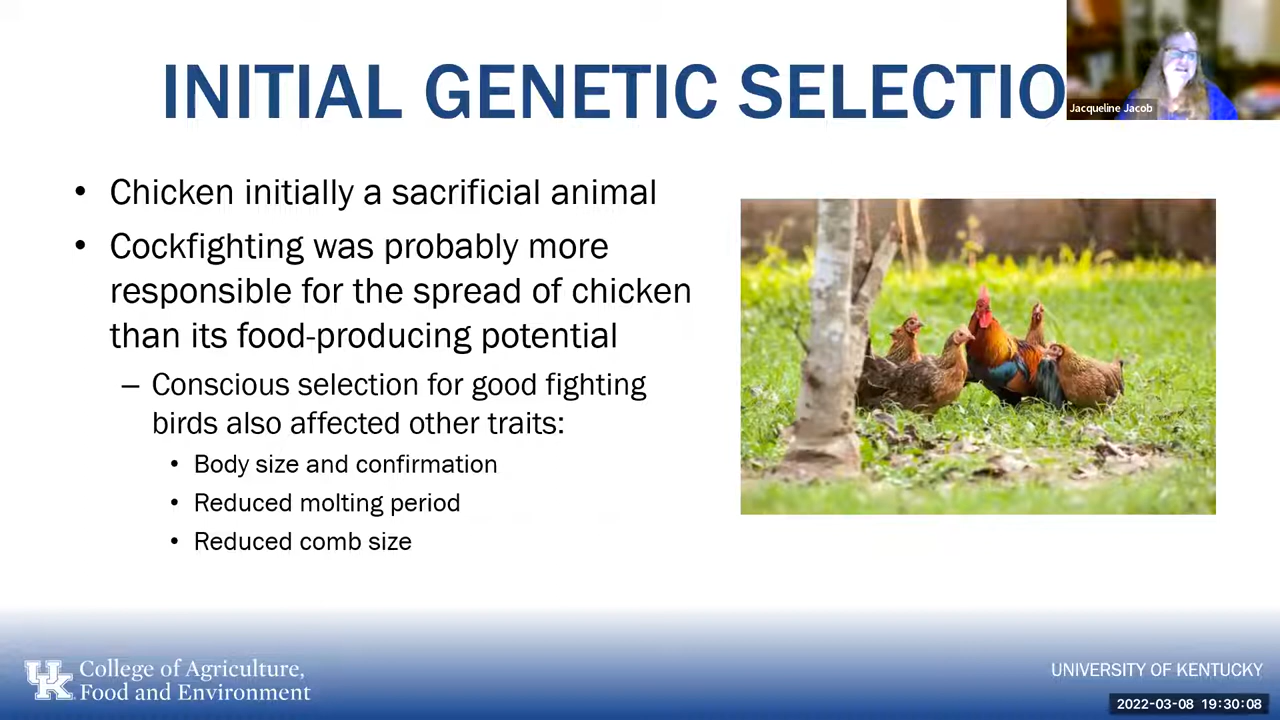 INITIAL GENETIC SELECTIO
Jacqueline Jacob
• Chicken initially a sacrificial animal
• Cockfighting was probably more
responsible for the spread of chicken
than its food-producing potential
– Conscious selection for good fighting
birds also affected other traits:
• Body size and confirmation
• Reduced molting period
• Reduced comb size
UK College of Agriculture,
Food and Environment
UNIVERSITY OF KENTUCKY
2022-03-08 19:30:08